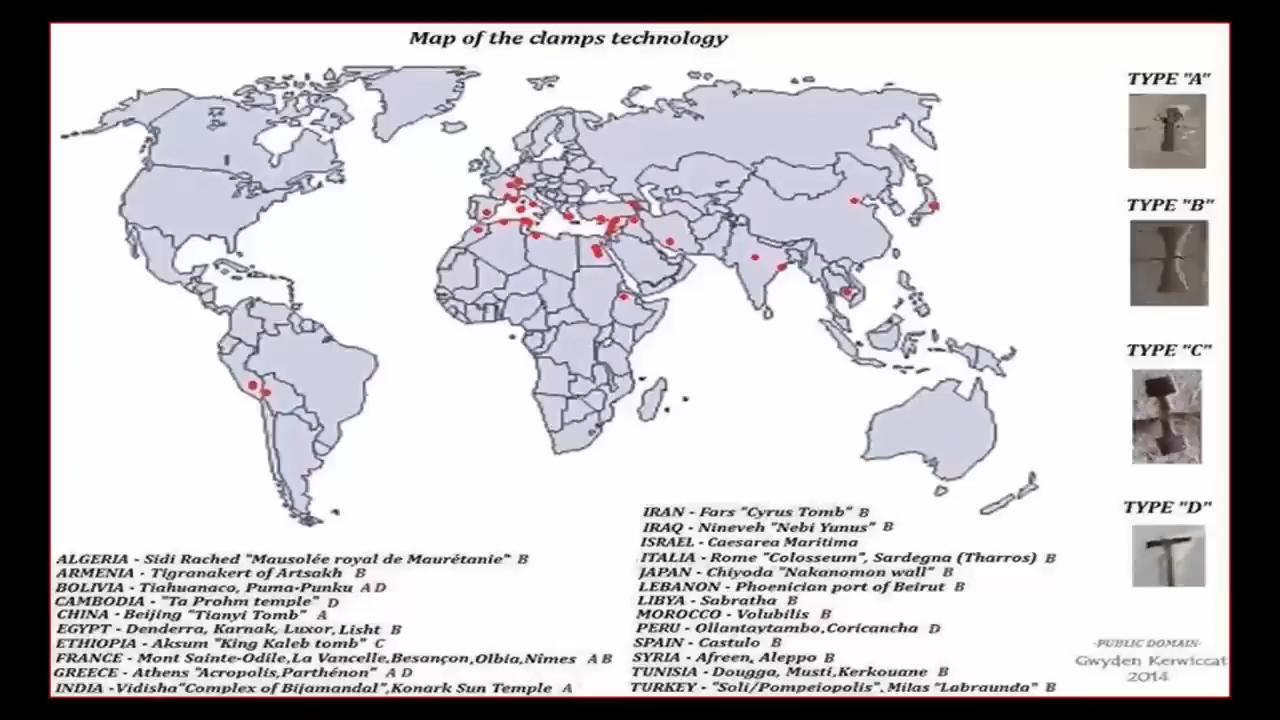 Map of the clamps technology
TYPE "A"
TYPE "B"
TYPE "C"
TYPE "D"
ALGERIA - Sidi Rached "Mausolée royal de Maurétanie" B
ARMENIA - Tigranakert of Artsakh B
BOLIVIA - Tiahuanaco, Puma-Punku A D
CAMBODIA - "Ta Prohm temple" D
CHINA - Beijing "Tianyi Tomb" A
EGYPT - Denderra, Karnak, Luxor, Lisht B
ETHIOPIA - Aksum "King Kaleb tomb" C
FRANCE - Mont Sainte-Odile,La Vancelle,Besançon,Olbia,Nimes A B
GREECE - Athens "Acropolis,Parthénon" A D
INDIA -Vidisha"Complex of Bijamandal",Konark Sun Temple A
IRAN - Fars "Cyrus Tomb" B
IRAQ - Nineveh "Nebi Yunus" B
ISRAEL - Caesarea Maritima
ITALIA - Rome "Colosseum", Sardegna (Tharros) B
JAPAN - Chiyoda "Nakanomon wall" B
LEBANON - Phoenician port of Beirut B
LIBYA - Sabratha B
MOROCCO - Volubilis B
PERU - Ollantaytambo,Coricancha D
SPAIN - Castulo B
SYRIA - Afreen, Aleppo B
TUNISIA - Dougga, Musti,Kerkouane B
TURKEY - "Soli/Pompeiopolis", Milas "Labraunda" B
-PUBLIC DOMAIN-
Gwyden Kerwiccat
2014